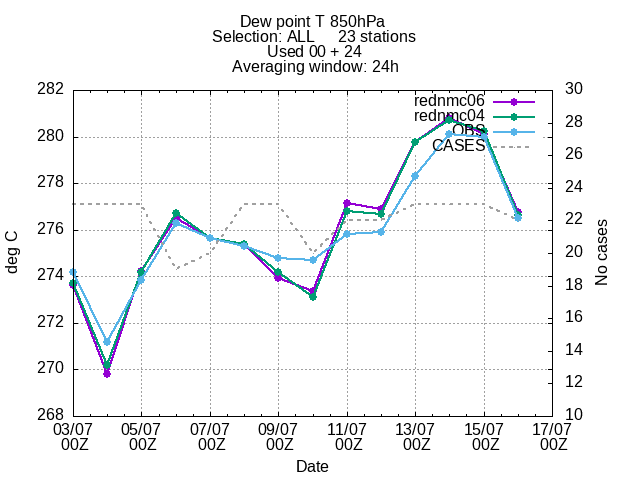 Dew point T 850hPa
Selection: ALL 23 stations
Used 00 + 24
Averaging window: 24h
282
280
278
276
274
272
270
268
deg C
30
28
26
24
22
20
18
16
14
12
10
No cases
rednmc06
rednmc04
OBS
CASES
03/07 05/07 07/07 09/07 11/07 13/07 15/07 17/07
00Z 00Z 00Z 00Z 00Z 00Z 00Z 00Z
Date